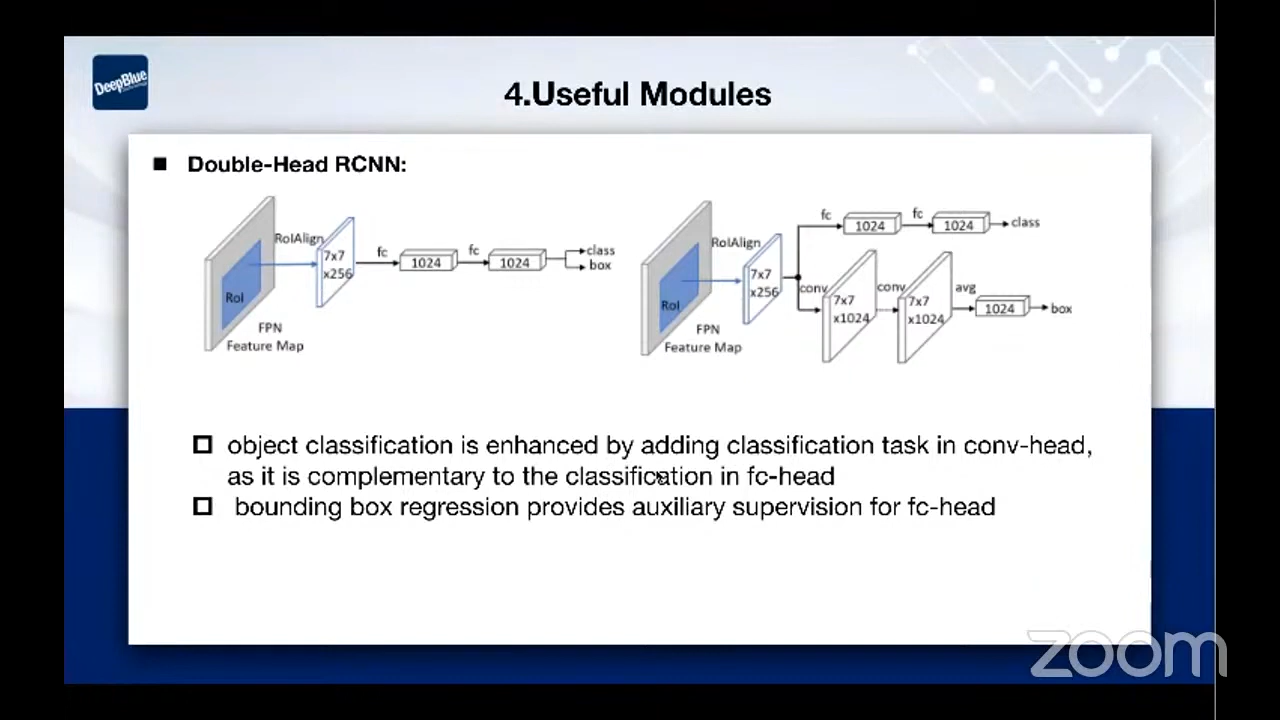 DeepBlue
4.Useful Modules
Double-Head RCNN:
RoIAlign
7x7
x256
fc
1024
fc
1024
class
box
RoI
FPN
Feature Map
RoIAlign
7x7
x256
fc
1024
fc
1024
class
conv
7x7
x1024
conv
7x7
x1024
avg
1024
box
RoI
FPN
Feature Map
object classification is enhanced by adding classification task in conv-head,
as it is complementary to the classification in fc-head
bounding box regression provides auxiliary supervision for fc-head
zoom